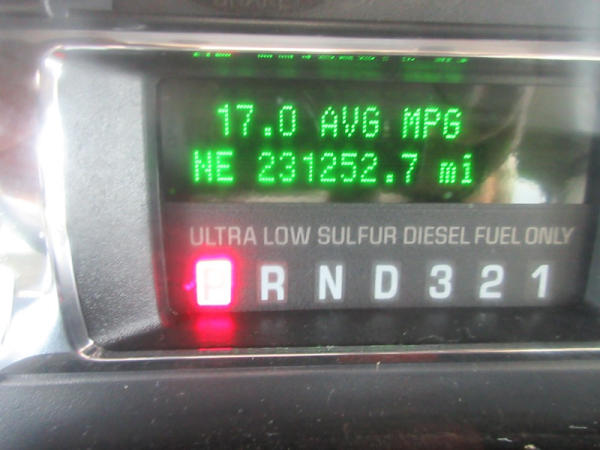 17.0 AVG MPG
NE 231252.7 mi
ULTRA LOW SULFUR DIESEL FUEL ONLY
P R N D 3 2 1